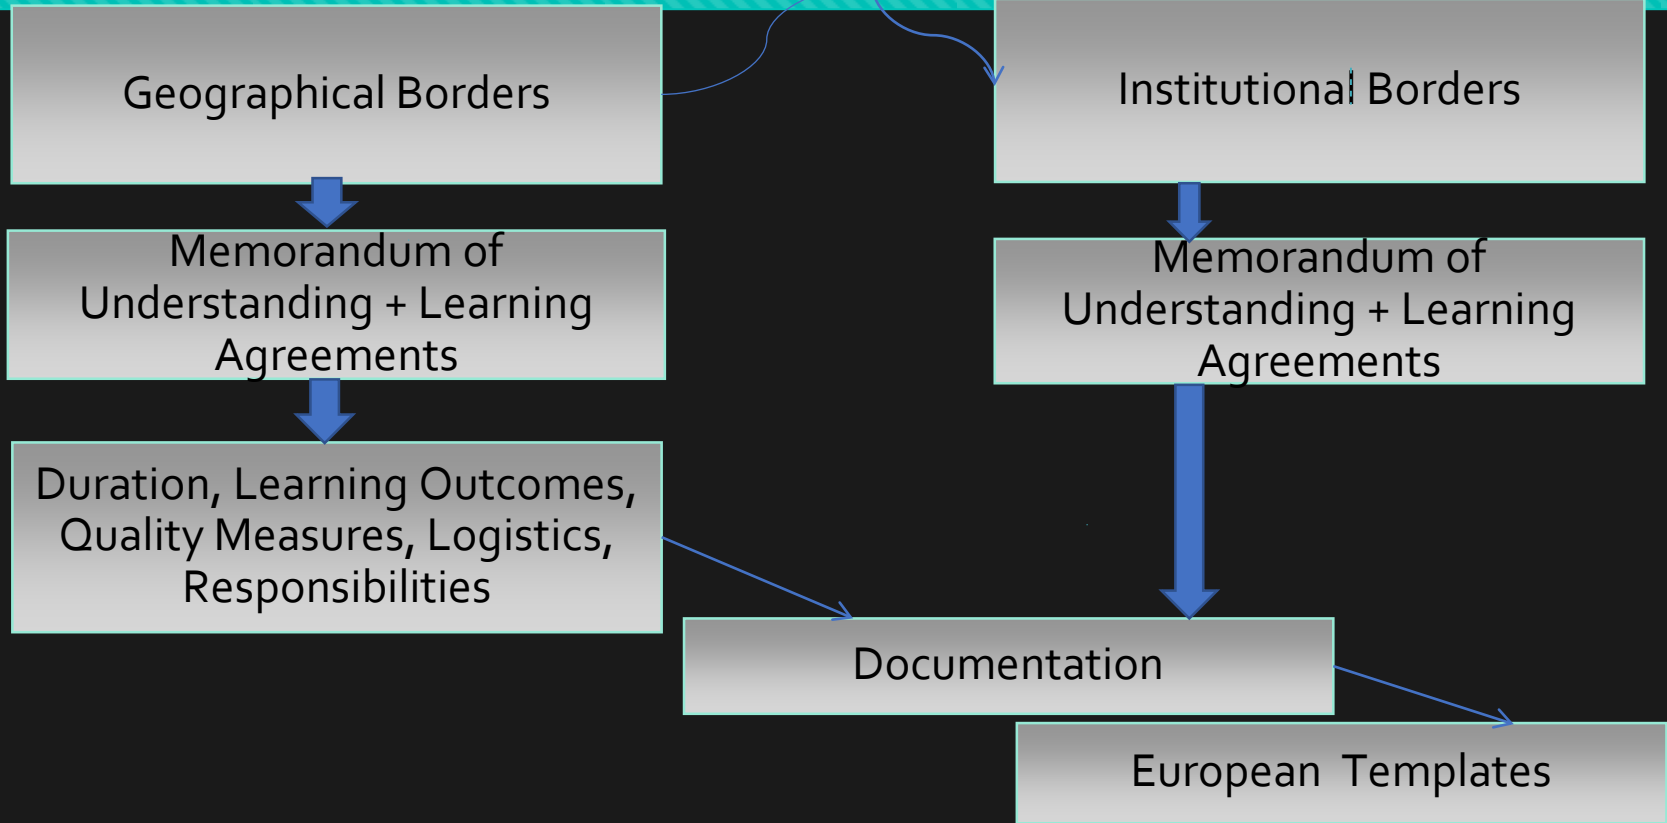 Geographical Borders
Institutional Borders
Memorandum of
Understanding + Learning
Agreements
Memorandum of
Understanding + Learning
Agreements
Duration, Learning Outcomes,
Quality Measures, Logistics,
Responsibilities
Documentation
European Templates